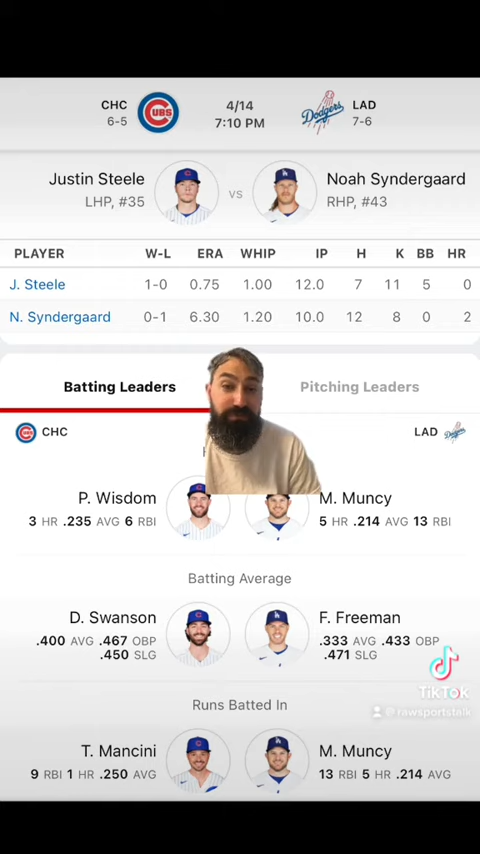 CHC
6-5
CUBS
4/14
7:10 PM
Dodgers
LAD
7-6
Justin Steele
LHP, #35
vs
Noah Syndergaard
RHP, #43
PLAYER W-L ERA WHIP IP H K BB HR
J. Steele 1-0 0.75 1.00 12.0 7 11 5 0
N. Syndergaard 0-1 6.30 1.20 10.0 12 8 0 2
Batting Leaders
Pitching Leaders
CHC
LAD
P. Wisdom
3 HR .235 AVG 6 RBI
M. Muncy
5 HR .214 AVG 13 RBI
Batting Average
D. Swanson
.400 AVG .467 OBP
.450 SLG
F. Freeman
.333 AVG .433 OBP
.471 SLG
TikTok
@rawsportstalk
Runs Batted In
T. Mancini
9 RBI 1 HR .250 AVG
M. Muncy
13 RBI 5 HR .214 AVG